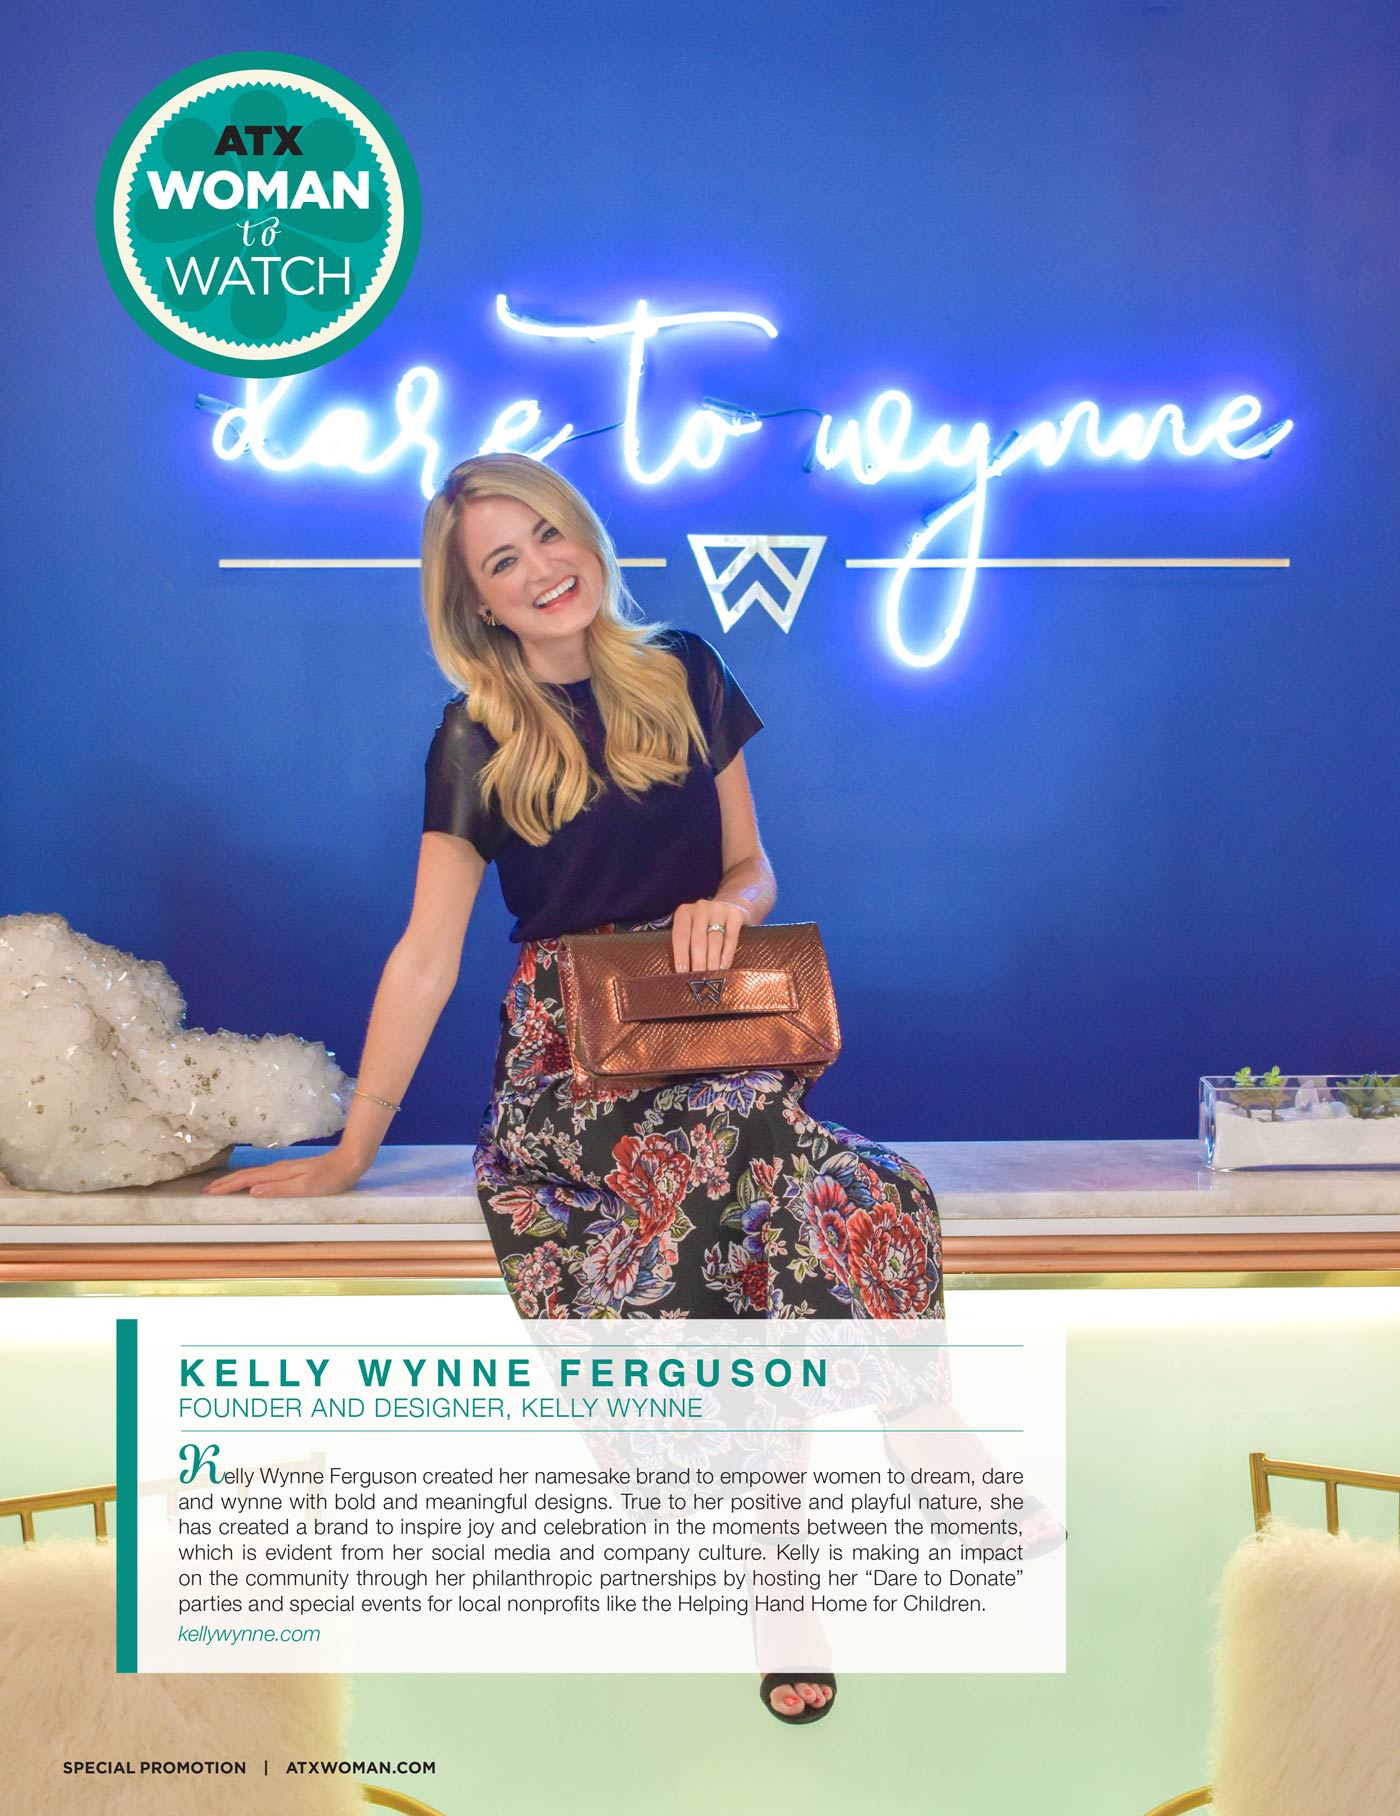 ATX
WOMAN
to
WATCH
dare to wynne
W
KELLY WYNNE FERGUSON
FOUNDER AND DESIGNER, KELLY WYNNE
Kelly Wynne Ferguson created her namesake brand to empower women to dream, dare
and wynne with bold and meaningful designs. True to her positive and playful nature, she
has created a brand to inspire joy and celebration in the moments between the moments,
which is evident from her social media and company culture. Kelly is making an impact
on the community through her philanthropic partnerships by hosting her “Dare to Donate”
parties and special events for local nonprofits like the Helping Hand Home for Children.
kellywynne.com
SPECIAL PROMOTION | ATXWOMAN.COM